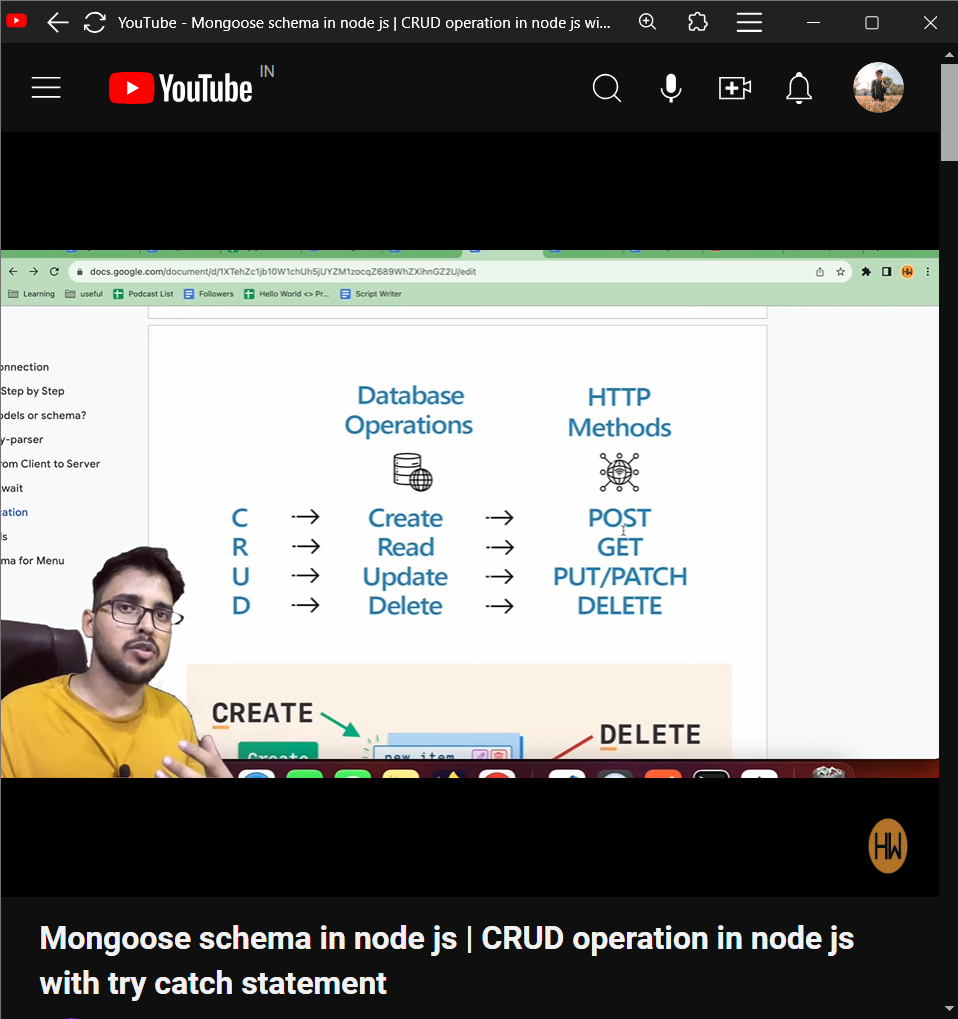 YouTube - Mongoose schema in node js | CRUD operation in node js wi...
YouTube IN
docs.google.com/document/d/1XTehZc1jb10W1chUh5jUYZM1zocqZ689WhZXihnGZ2U/edit
HW
Learning useful Podcast List Followers Hello World <> Pr... Script Writer
onnection
Step by Step
odels or schema?
y-parser
rom Client to Server
wait
ation
ls
ma for Menu
Database
Operations
HTTP
Methods
C → Create → POST
R → Read → GET
U → Update → PUT/PATCH
D → Delete → DELETE
CREATE
DELETE
Create
new item
HW
Mongoose schema in node js | CRUD operation in node js
with try catch statement